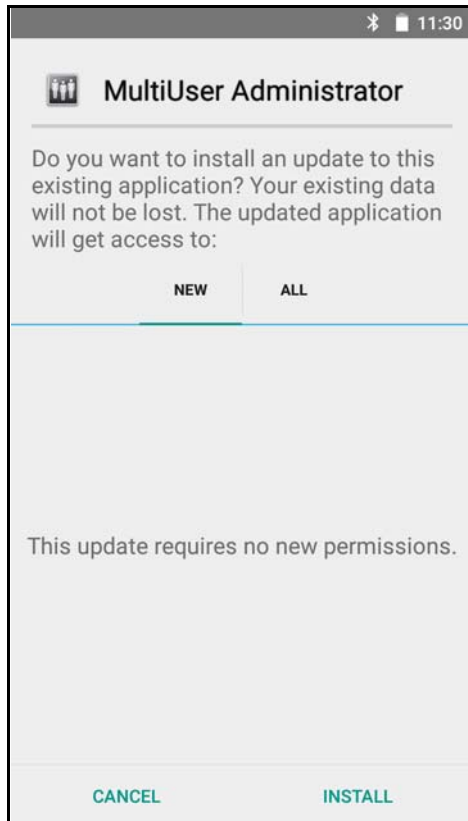 11:30
MultiUser Administrator
Do you want to install an update to this
existing application? Your existing data
will not be lost. The updated application
will get access to:
NEW ALL
This update requires no new permissions.
CANCEL INSTALL